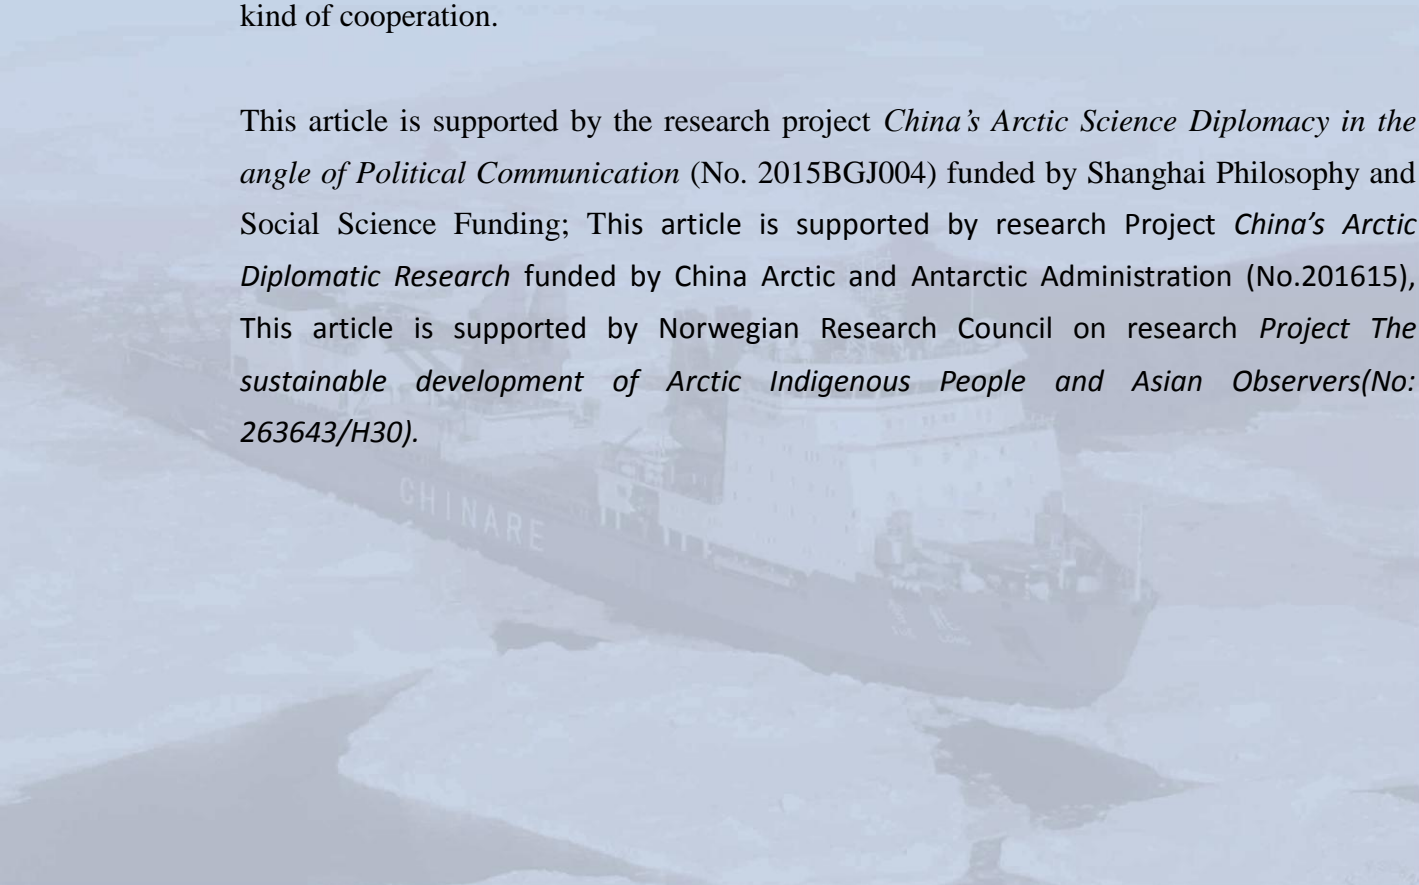 kind of cooperation.
This article is supported by the research project China’s Arctic Science Diplomacy in the
angle of Political Communication (No. 2015BGJ004) funded by Shanghai Philosophy and
Social Science Funding; This article is supported by research Project China’s Arctic
Diplomatic Research funded by China Arctic and Antarctic Administration (No.201615),
This article is supported by Norwegian Research Council on research Project The
sustainable development of Arctic Indigenous People and Asian Observers(No:
263643/H30).
CHINARE